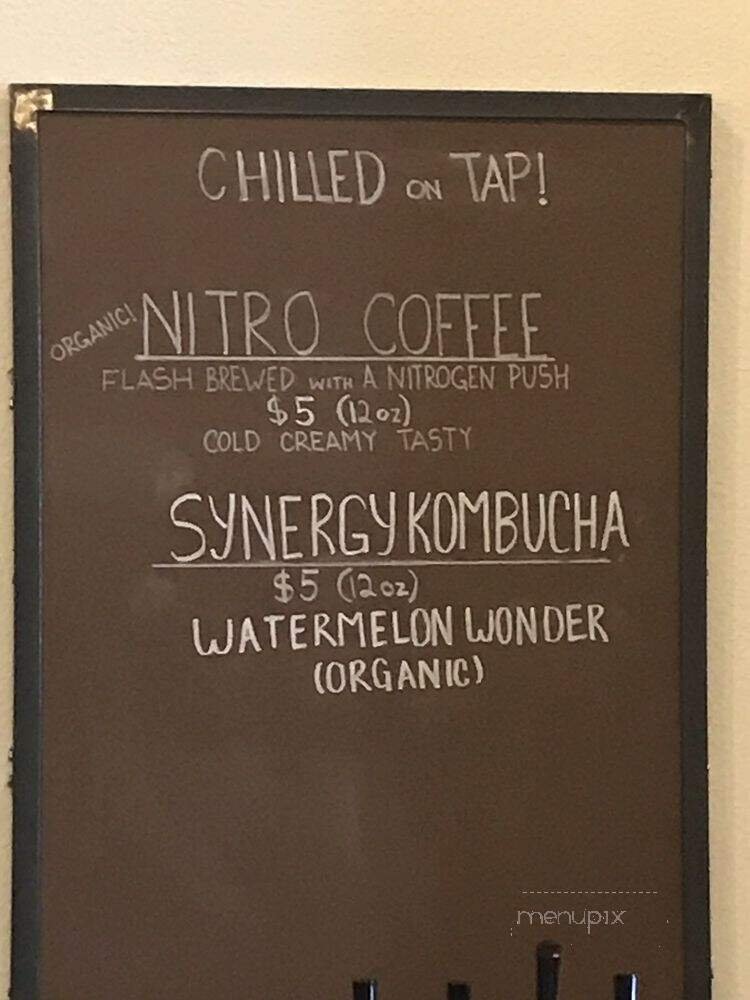 CHILLED ON TAP!
ORGANIC!
NITRO COFFEE
FLASH BREWED WITH A NITROGEN PUSH
$5 (12oz)
COLD CREAMY TASTY
SYNERGY KOMBUCHA
$5 (12oz)
WATERMELON WONDER
(ORGANIC)
menupix